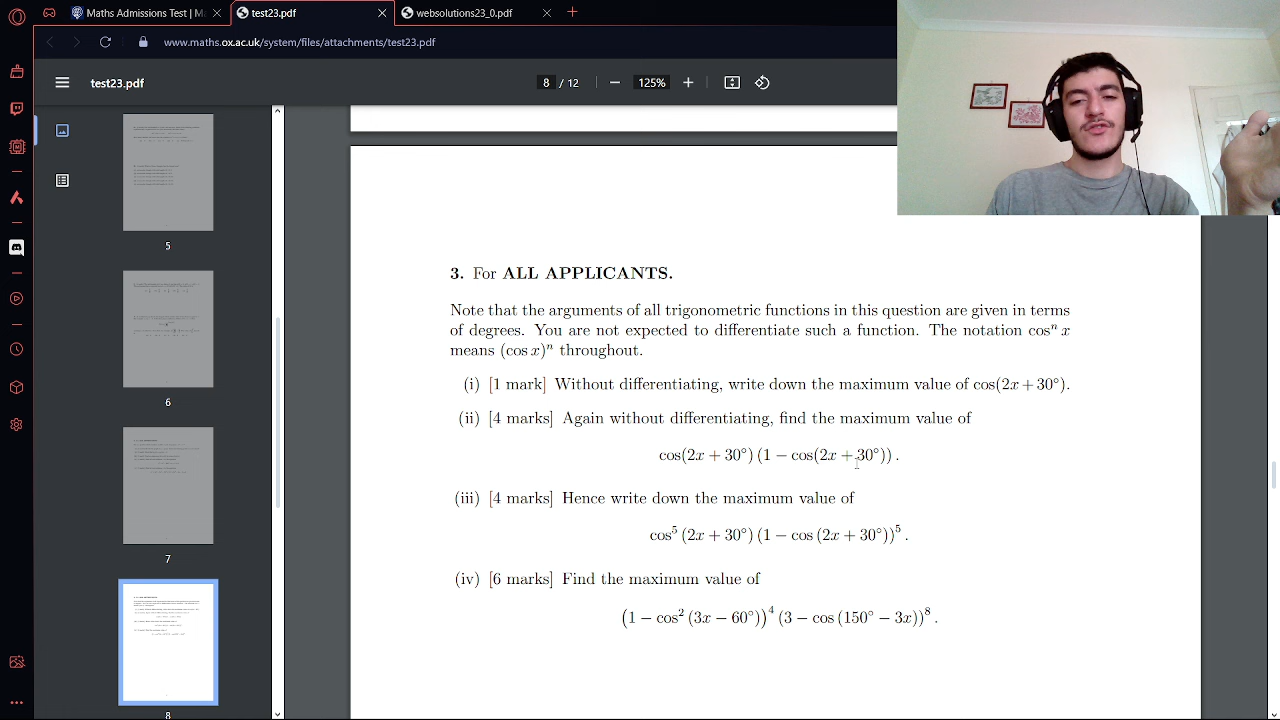 Maths Admissions Test | Ma
test23.pdf
websolutions23_0.pdf
www.maths.ox.ac.uk/system/files/attachments/test23.pdf
test23.pdf
8 / 12
125%
5
6
7
8
3. For ALL APPLICANTS.
Note that the arguments of all trigonometric functions in this question are given in terms
of degrees. You are not expected to differentiate such a function. The notation cosⁿ x
means (cos x)ⁿ throughout.
(i) [1 mark] Without differentiating, write down the maximum value of cos(2x + 30°).
(ii) [4 marks] Again without differentiating, find the maximum value of
cos(2x + 30°) (1 − cos(2x + 30°)) .
(iii) [4 marks] Hence write down the maximum value of
cos⁵ (2x + 30°) (1 − cos (2x + 30°))⁵ .
(iv) [6 marks] Find the maximum value of
(1 − cos² (3x − 60°))⁴ (3 − cos (150° − 3x))⁸ .